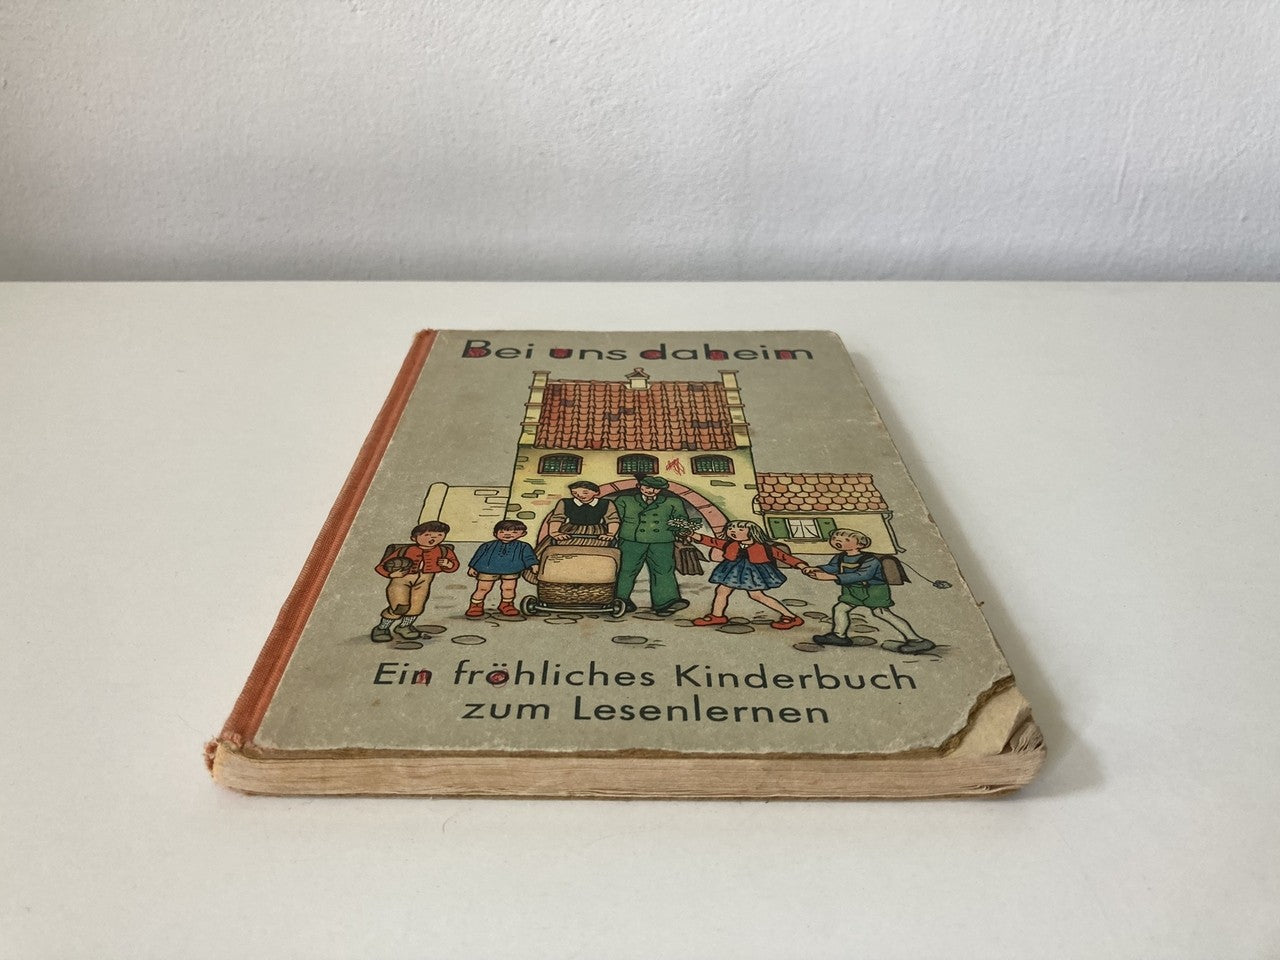 Bei uns daheim
Ein fröhliches Kinderbuch
zum Lesenlernen